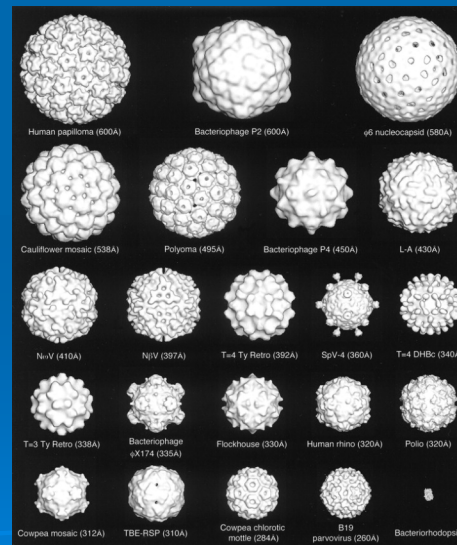 Human papilloma (600A)
Bacteriophage P2 (600A)
φ6 nucleocapsid (580A)
Cauliflower mosaic (538A)
Polyoma (495A)
Bacteriophage P4 (450A)
L-A (430A)
NωV (410A)
NβV (397A)
T=4 Ty Retro (392A)
SpV-4 (360A)
T=4 DHBc (340A
T=3 Ty Retro (338A)
Bacteriophage
φX174 (335A)
Flockhouse (330A)
Human rhino (320A)
Polio (320A)
Cowpea mosaic (312A)
TBE-RSP (310A)
Cowpea chlorotic
mottle (284A)
B19
parvovirus (260A)
Bacteriorhodops